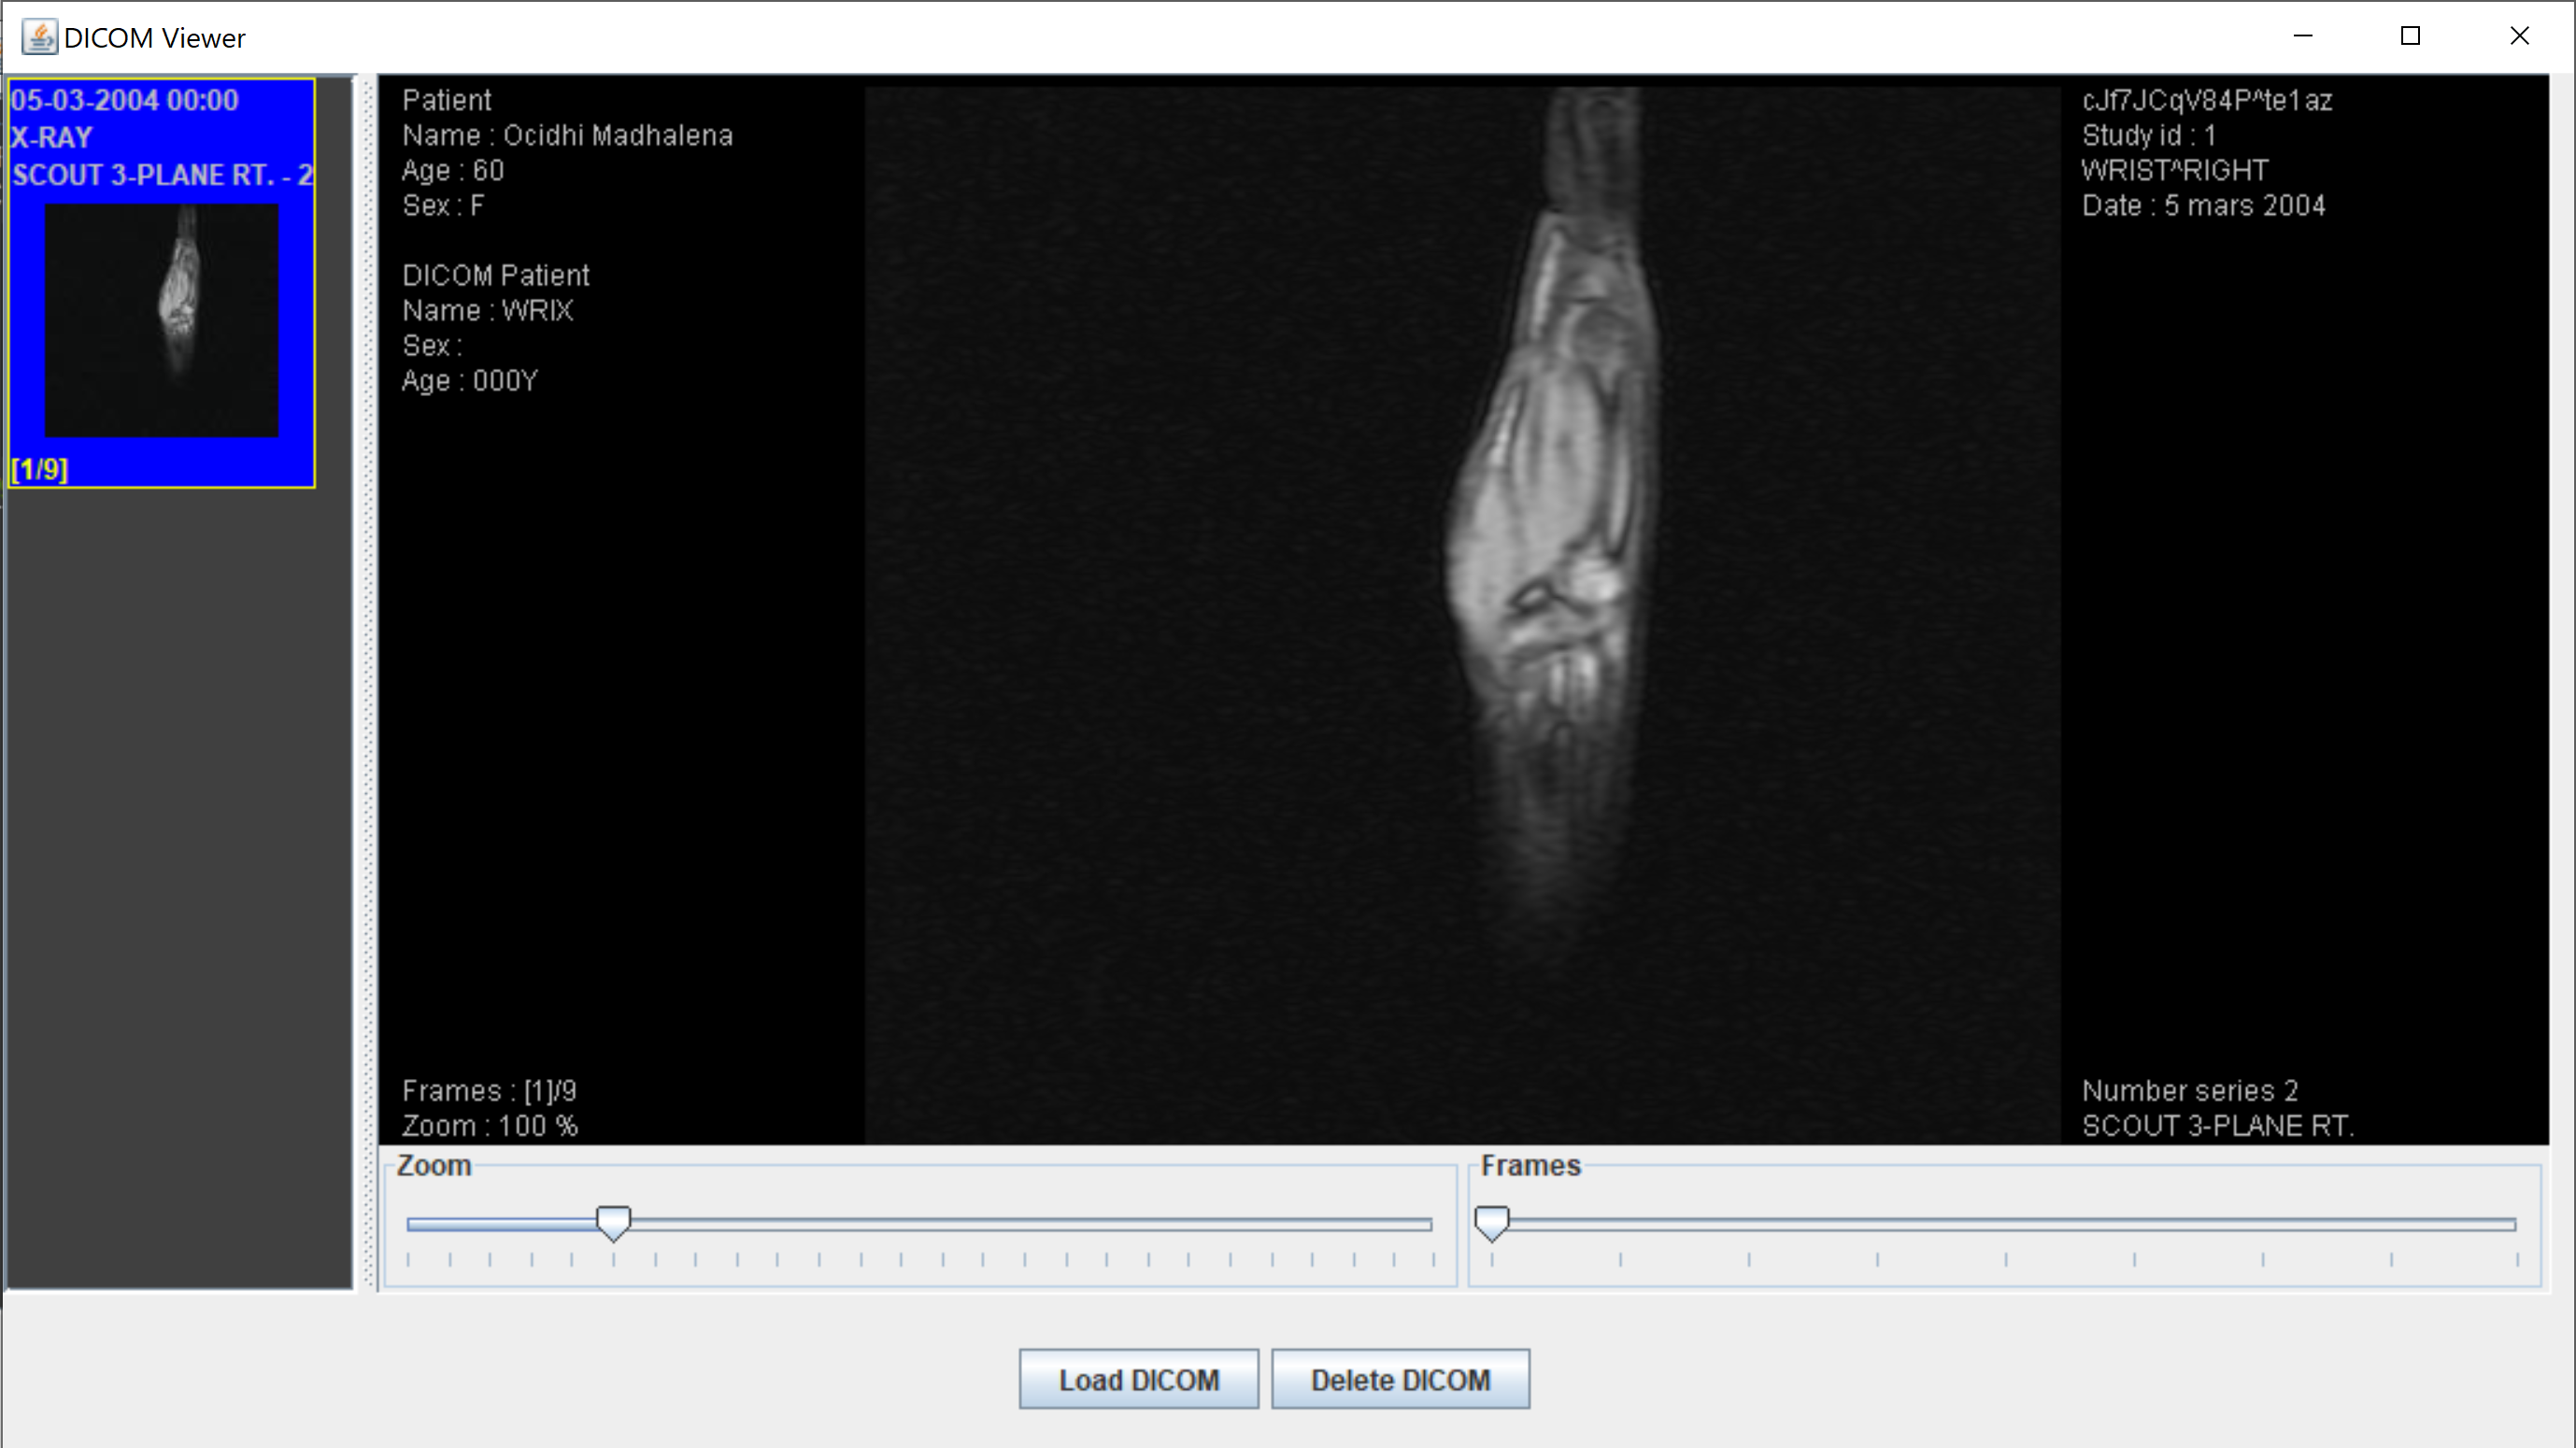 DICOM Viewer
05-03-2004 00:00
X-RAY
SCOUT 3-PLANE RT. - 2
[1/9]
Patient
Name : Ocidhi Madhalena
Age : 60
Sex : F
DICOM Patient
Name : WRIX
Sex :
Age : 000Y
cJf7JCqV84P^te1az
Study id : 1
WRIST^RIGHT
Date : 5 mars 2004
Frames : [1]/9
Zoom : 100 %
Number series 2
SCOUT 3-PLANE RT.
Zoom
Frames
Load DICOM
Delete DICOM